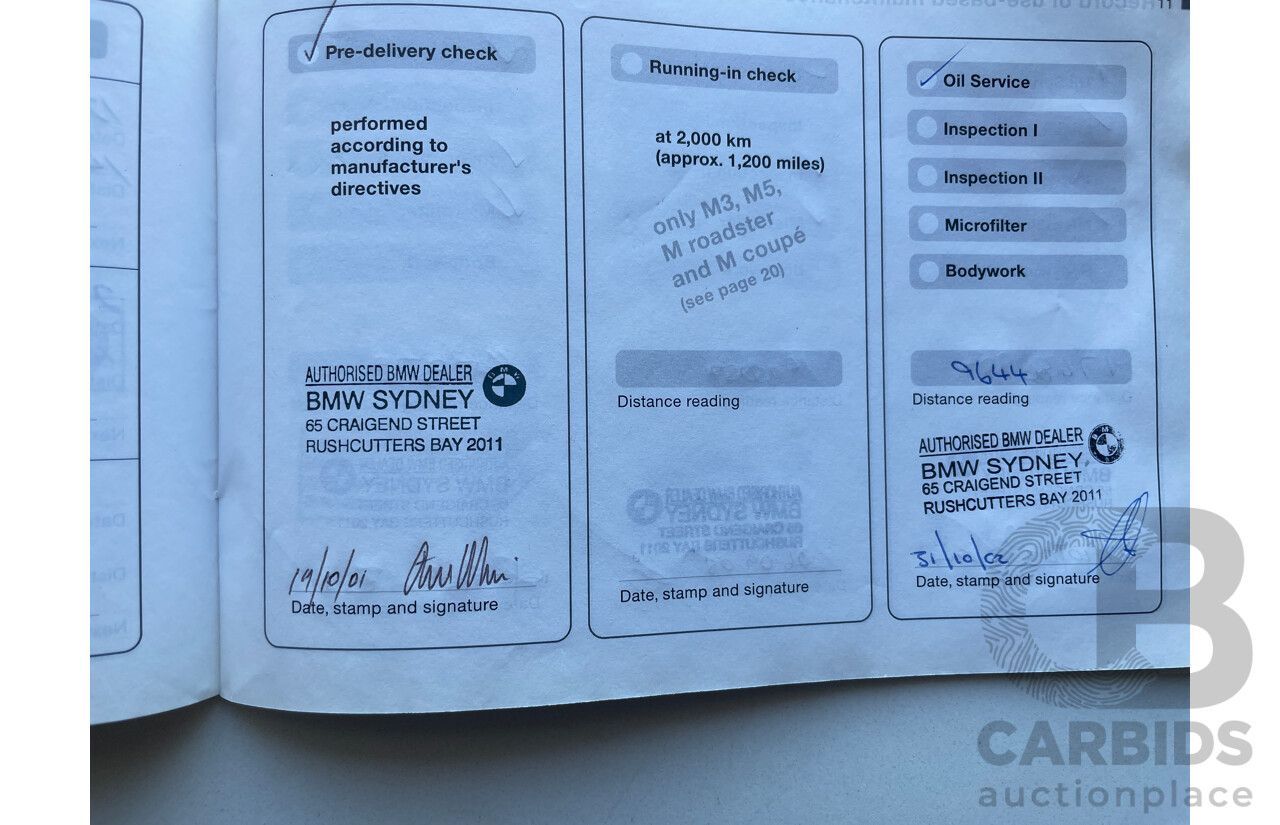 Pre-delivery check
performed
according to
manufacturer's
directives
AUTHORISED BMW DEALER
BMW SYDNEY
65 CRAIGEND STREET
RUSHCUTTERS BAY 2011
19/10/01
Date, stamp and signature
Running-in check
at 2,000 km
(approx. 1,200 miles)
only M3, M5,
M roadster
and M coupé
(see page 20)
Distance reading
Date, stamp and signature
11
Oil Service
Inspection I
Inspection II
Microfilter
Bodywork
9644
Distance reading
AUTHORISED BMW DEALER
BMW SYDNEY
65 CRAIGEND STREET
RUSHCUTTERS BAY 2011
31/10/02
Date, stamp and signature
CB
CARBIDS
auctionplace